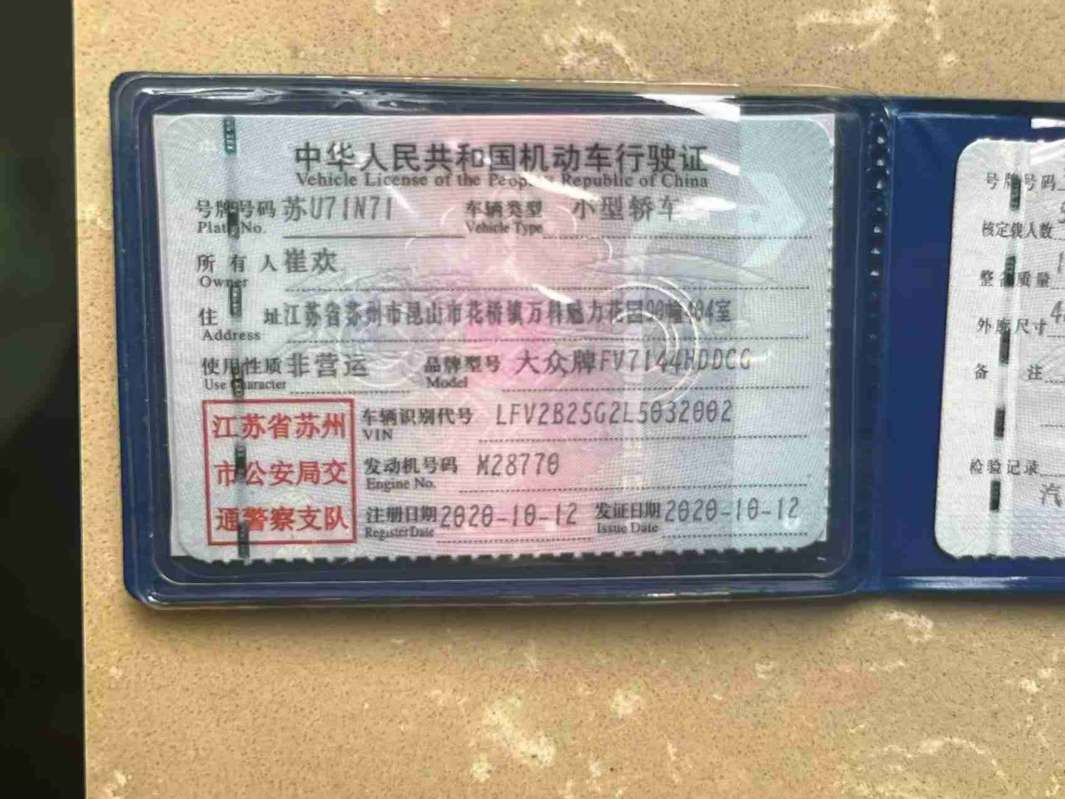 中华人民共和国机动车行驶证
Vehicle License of the People's Republic of China
号牌号码 苏U71N71 车辆类型 小型轿车
Plate No. Vehicle Type
所有人 崔欢
Owner
住址 江苏省苏州市昆山市花桥镇万科魅力花园 室
Address
使用性质 非营运 品牌型号 大众牌FV7144HDDCG
Use Character Model
江苏省苏州
市公安局交
通警察支队
车辆识别代号 LFV2B25G2L5032002
VIN
发动机号码 M28770
Engine No.
注册日期 2020-10-12 发证日期 2020-10-12
Register Date Issue Date
号牌号码
核定载人数
整备质量
外廓尺寸
备注
检验记录
汽